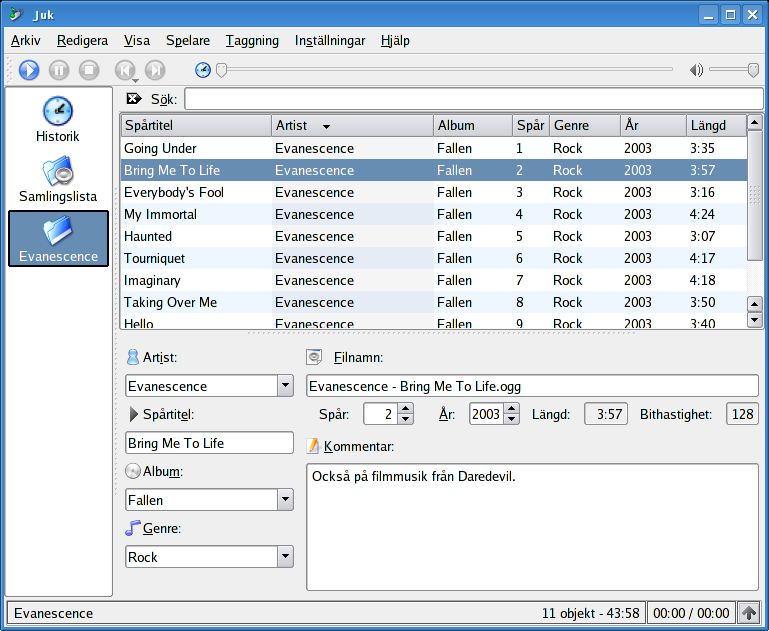 Juk
Arkiv Redigera Visa Spelare Taggning Inställningar Hjälp
Sök:
Historik
Samlingslista
Evanescence
Spårtitel Artist Album Spår Genre År Längd
Going Under Evanescence Fallen 1 Rock 2003 3:35
Bring Me To Life Evanescence Fallen 2 Rock 2003 3:57
Everybody's Fool Evanescence Fallen 3 Rock 2003 3:16
My Immortal Evanescence Fallen 4 Rock 2003 4:24
Haunted Evanescence Fallen 5 Rock 2003 3:07
Tourniquet Evanescence Fallen 6 Rock 2003 4:17
Imaginary Evanescence Fallen 7 Rock 2003 4:18
Taking Over Me Evanescence Fallen 8 Rock 2003 3:50
Hello Evanescence Fallen 9 Rock 2003 3:40
Artist: Filnamn:
Evanescence Evanescence - Bring Me To Life.ogg
Spårtitel: Spår: 2 År: 2003 Längd: 3:57 Bithastighet: 128
Bring Me To Life Kommentar:
Album: Också på filmmusik från Daredevil.
Fallen
Genre:
Rock
Evanescence 11 objekt - 43:58 00:00 / 00:00